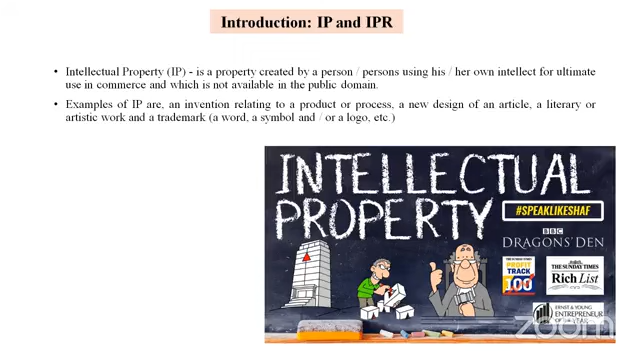 Introduction: IP and IPR
• Intellectual Property (IP) - is a property created by a person / persons using his / her own intellect for ultimate
use in commerce and which is not available in the public domain.
• Examples of IP are, an invention relating to a product or process, a new design of an article, a literary or
artistic work and a trademark (a word, a symbol and / or a logo, etc.)
INTELLECTUAL
PROPERTY
#SPEAKLIKESHAF
BBC
DRAGONS' DEN
PROFIT
TRACK
100
THE SUNDAY TIMES
Rich List
ERNST & YOUNG
ENTREPRENEUR
OF THE YEAR
zoom